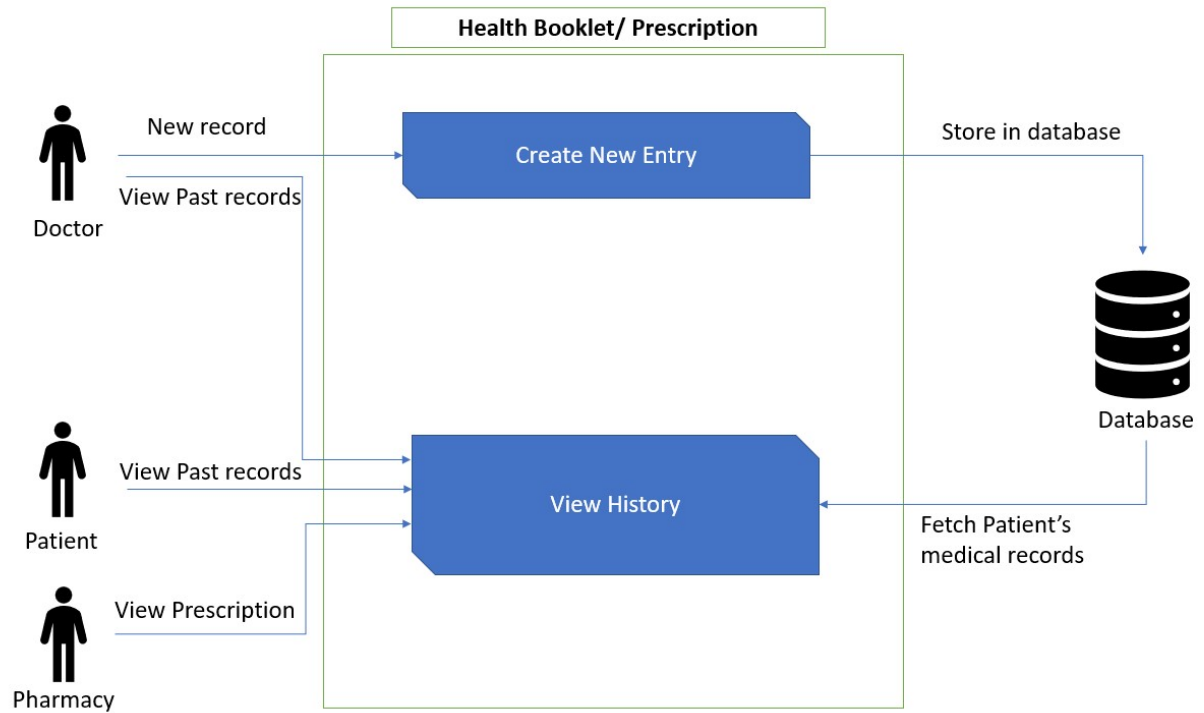 Health Booklet/ Prescription
New record
Create New Entry
Store in database
View Past records
Doctor
Database
View Past records
View History
Patient
Fetch Patient’s
medical records
View Prescription
Pharmacy